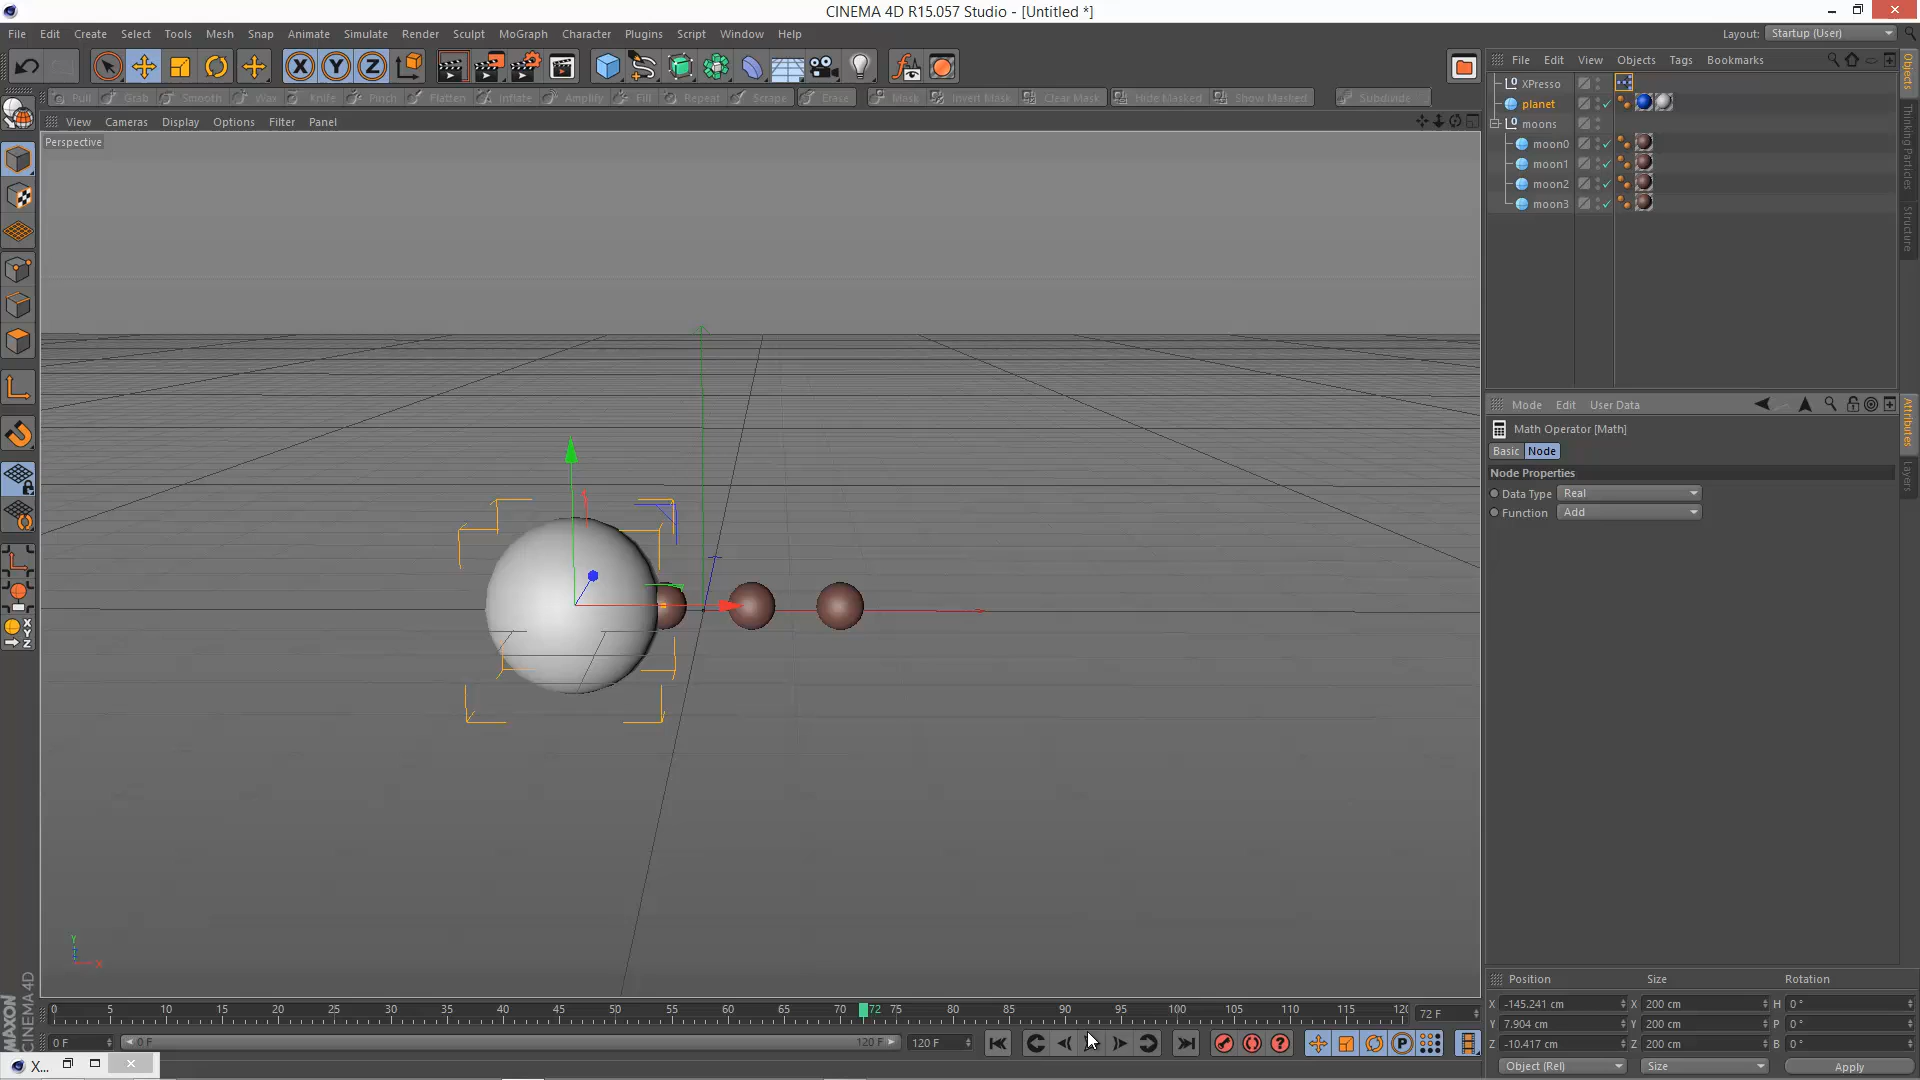 CINEMA 4D R15.057 Studio - [Untitled *]
File Edit Create Select Tools Mesh Snap Animate Simulate Render Sculpt MoGraph Character Plugins Script Window Help
Layout: Startup (User)
Pull Grab Smooth Wax Knife Pinch Flatten Inflate Amplify Fill Repeat Scrape Erase Mask Invert Mask Clear Mask Hide Masked Show Masked Subdivide
View Cameras Display Options Filter Panel
Perspective
File Edit View Objects Tags Bookmarks
XPresso
planet
moons
moon0
moon1
moon2
moon3
Objects
Thinking Particles
Structure
Mode Edit User Data
Math Operator [Math]
Basic Node
Node Properties
Data Type Real
Function Add
Attributes
Layers
Y
X
0 5 10 15 20 25 30 35 40 45 50 55 60 65 70 72 75 80 85 90 95 100 105 110 115
72 F
0 F 0 F 120 F 120 F
Position Size Rotation
X -145.241 cm X 200 cm H 0 °
Y 7.904 cm Y 200 cm P 0 °
Z -10.417 cm Z 200 cm B 0 °
Object (Rel) Size Apply
X...
MAXON
CINEMA 4D